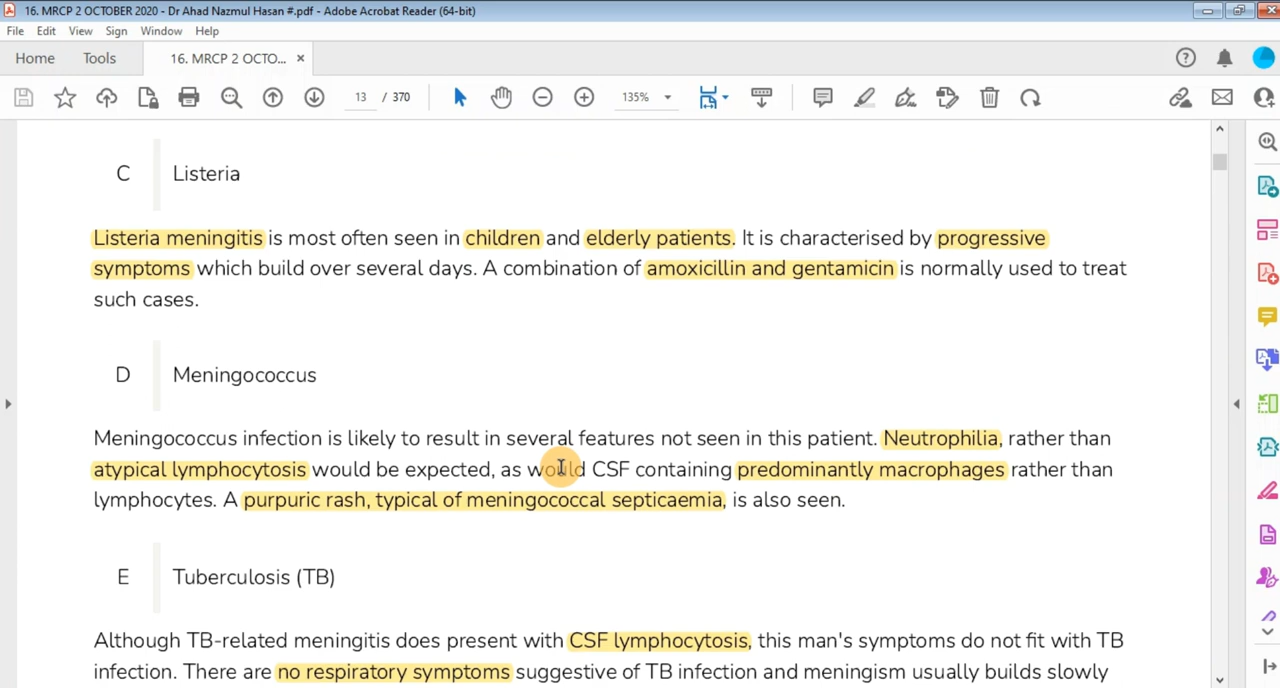 16. MRCP 2 OCTOBER 2020 - Dr Ahad Nazmul Hasan #.pdf - Adobe Acrobat Reader (64-bit)
File Edit View Sign Window Help
Home Tools 16. MRCP 2 OCTO... ×
13 / 370 135%
C Listeria
Listeria meningitis is most often seen in children and elderly patients. It is characterised by progressive
symptoms which build over several days. A combination of amoxicillin and gentamicin is normally used to treat
such cases.
D Meningococcus
Meningococcus infection is likely to result in several features not seen in this patient. Neutrophilia, rather than
atypical lymphocytosis would be expected, as would CSF containing predominantly macrophages rather than
lymphocytes. A purpuric rash, typical of meningococcal septicaemia, is also seen.
E Tuberculosis (TB)
Although TB-related meningitis does present with CSF lymphocytosis, this man's symptoms do not fit with TB
infection. There are no respiratory symptoms suggestive of TB infection and meningism usually builds slowly